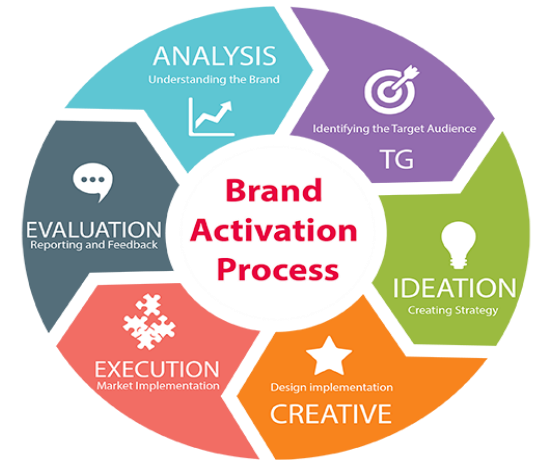 ANALYSIS
Understanding the Brand
Identifying the Target Audience
TG
IDEATION
Creating Strategy
Design implementation
CREATIVE
EXECUTION
Market Implementation
EVALUATION
Reporting and Feedback
Brand
Activation
Process